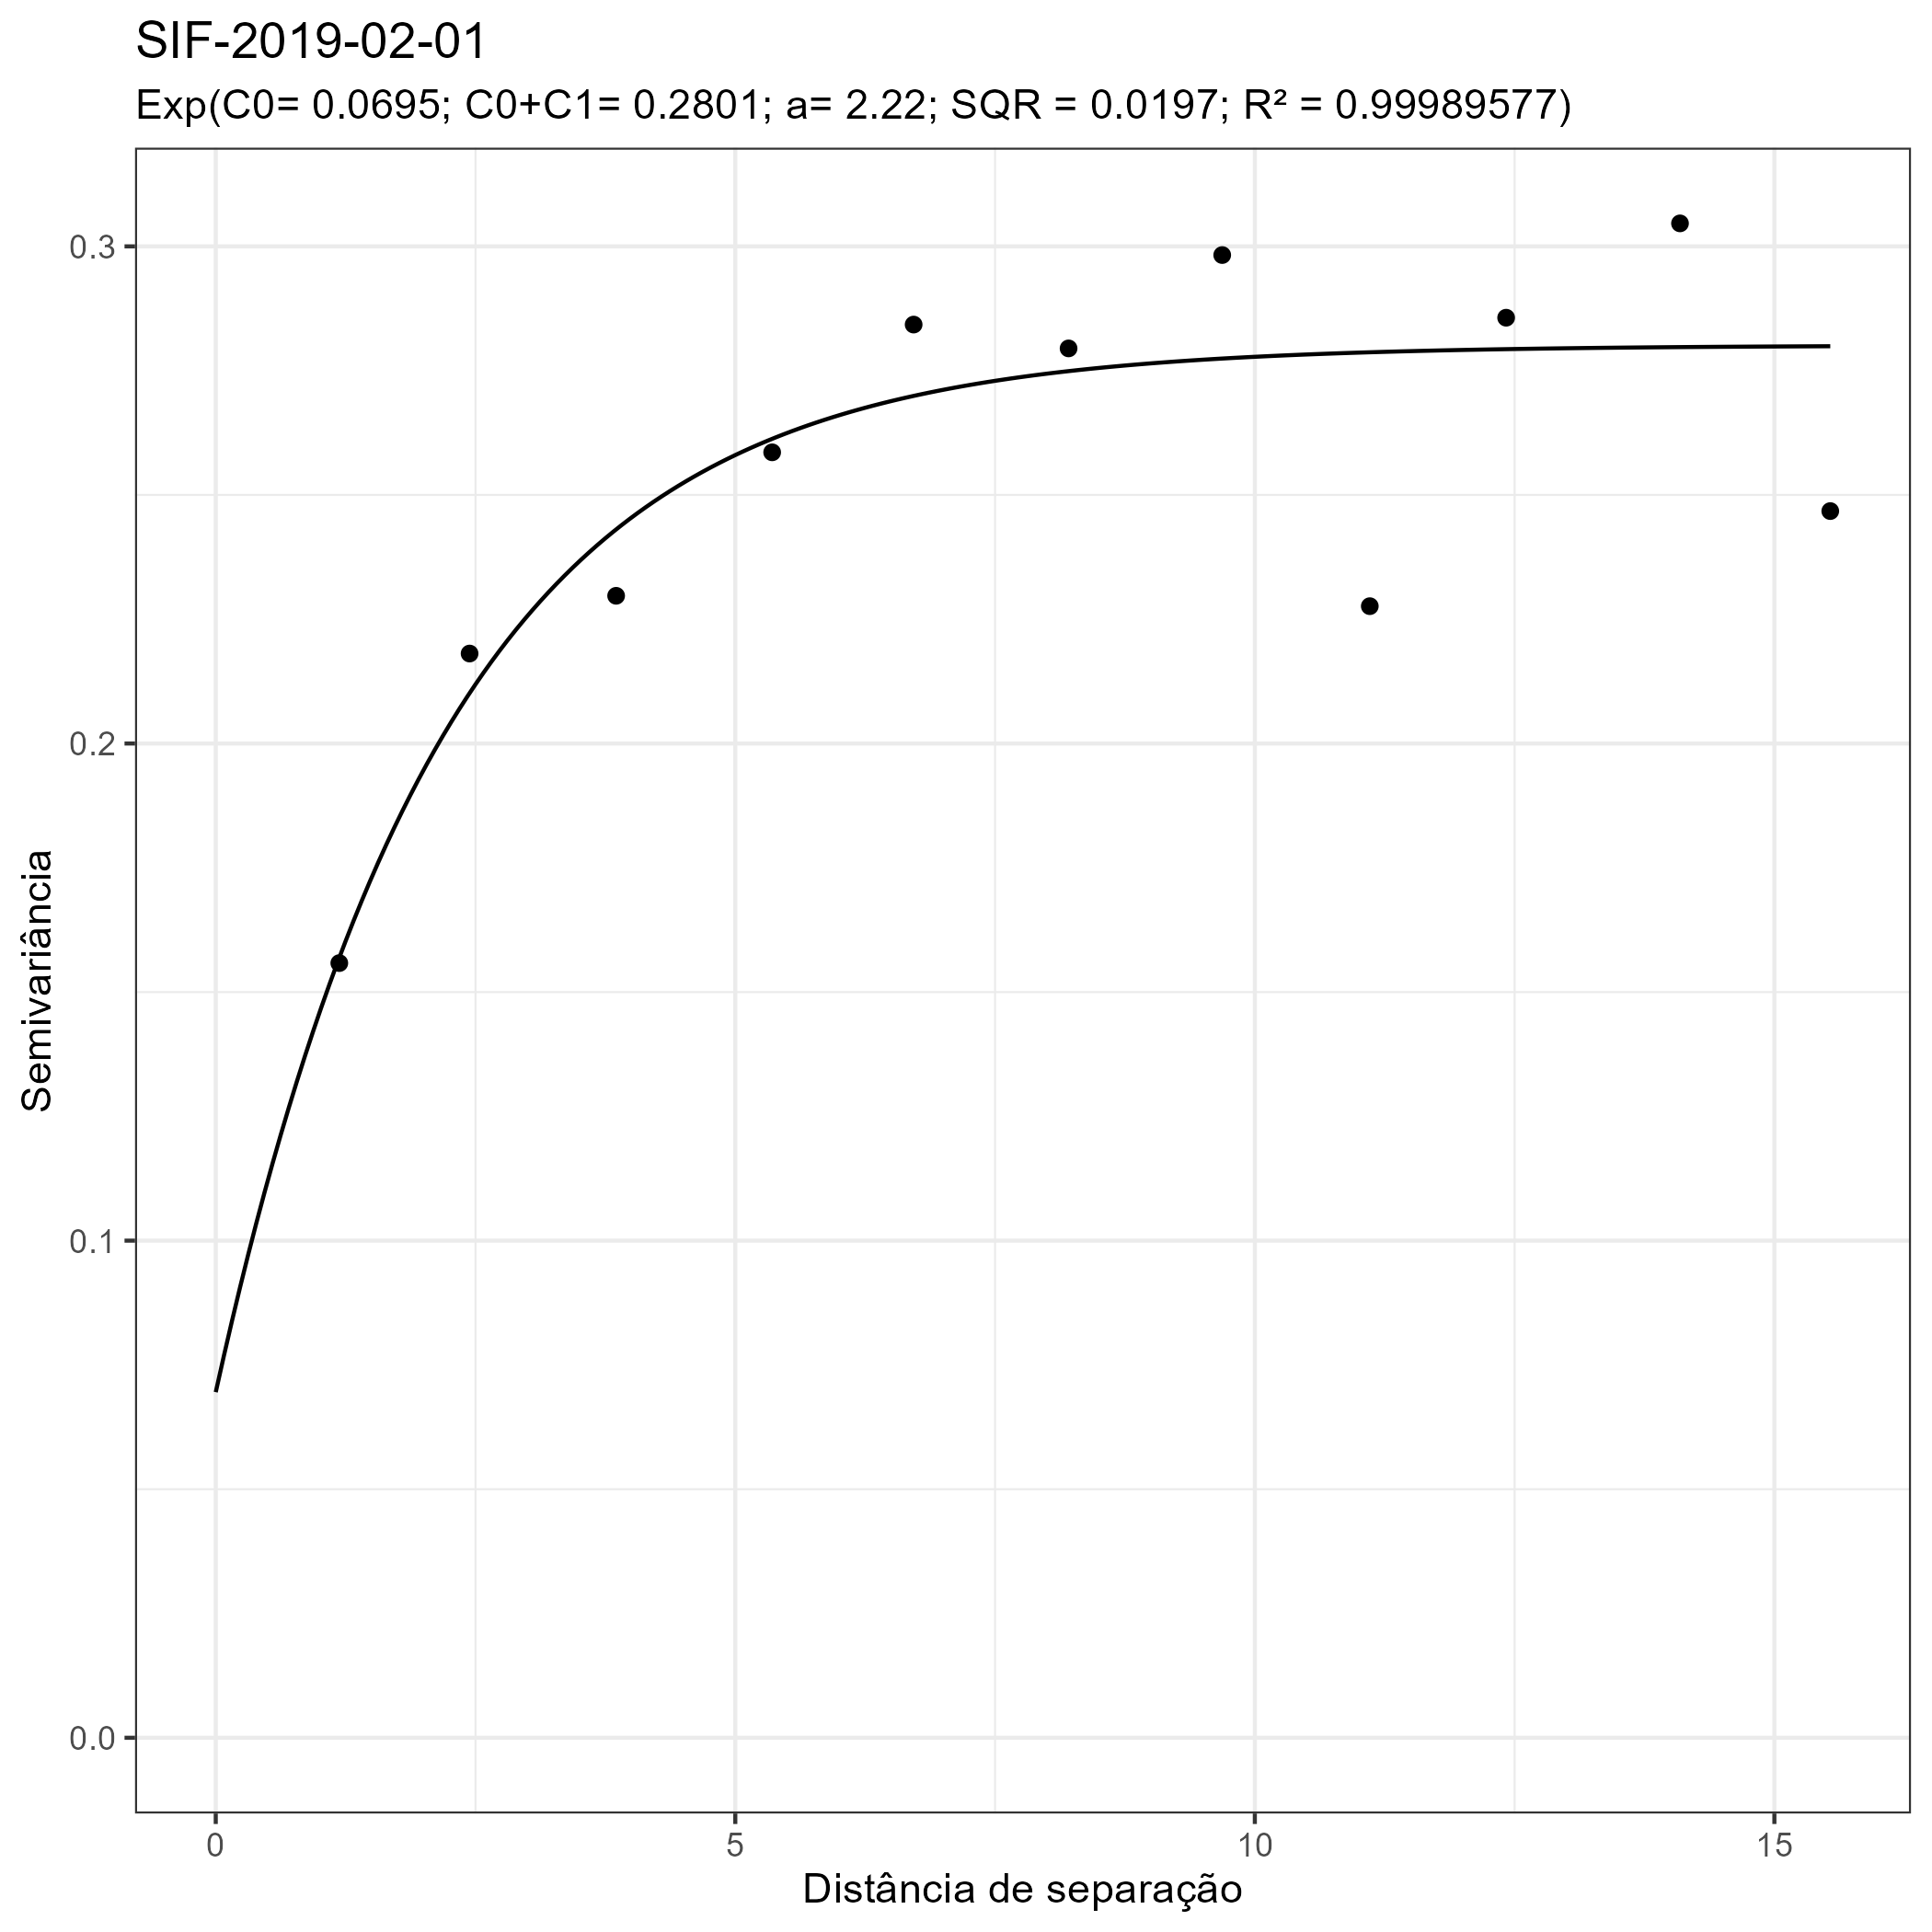 SIF-2019-02-01
Exp(C0= 0.0695; C0+C1= 0.2801; a= 2.22; SQR = 0.0197; R² = 0.99989577)
Semivariância
0.3
0.2
0.1
0.0
0 5 10 15
Distância de separação